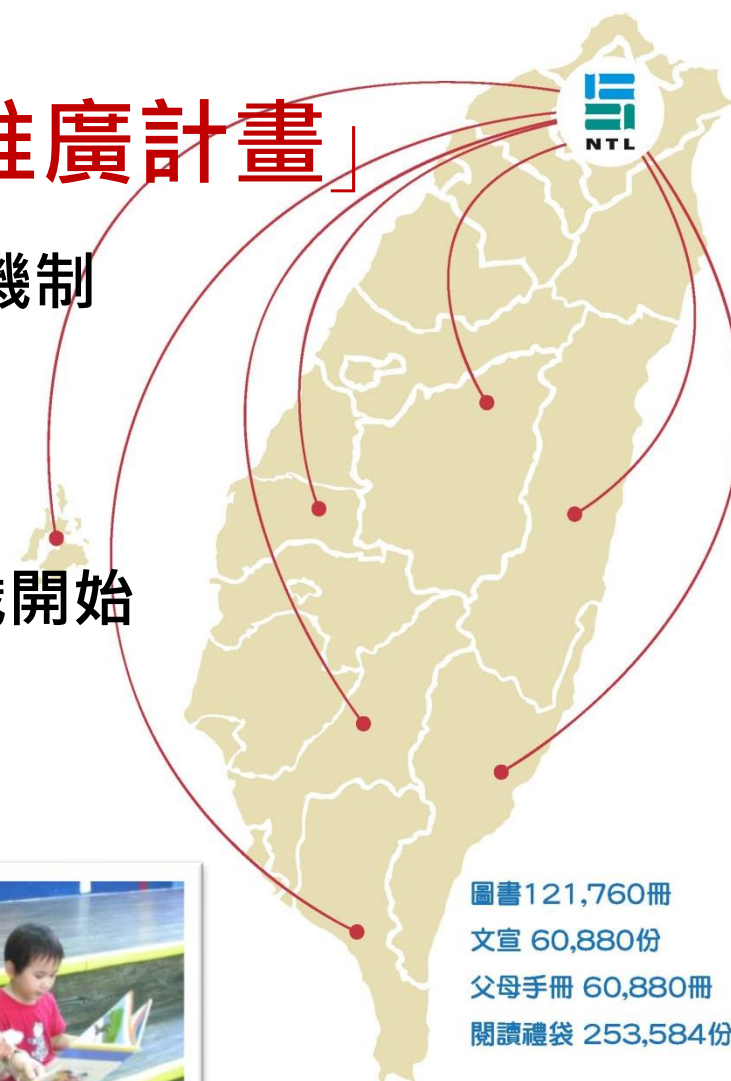 廣計畫」
機制
開始
NTL
圖書121,760冊
文宣 60,880份
父母手冊 60,880冊
閱讀禮袋 253,584份